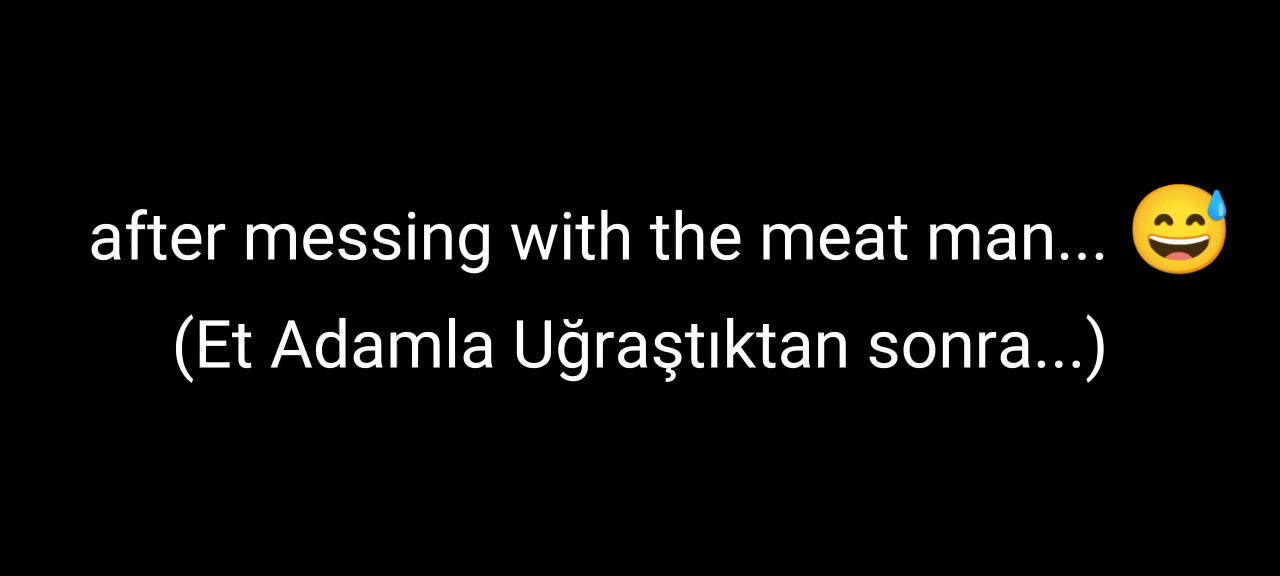 after messing with the meat man... 😅
(Et Adamla Uğraştıktan sonra...)